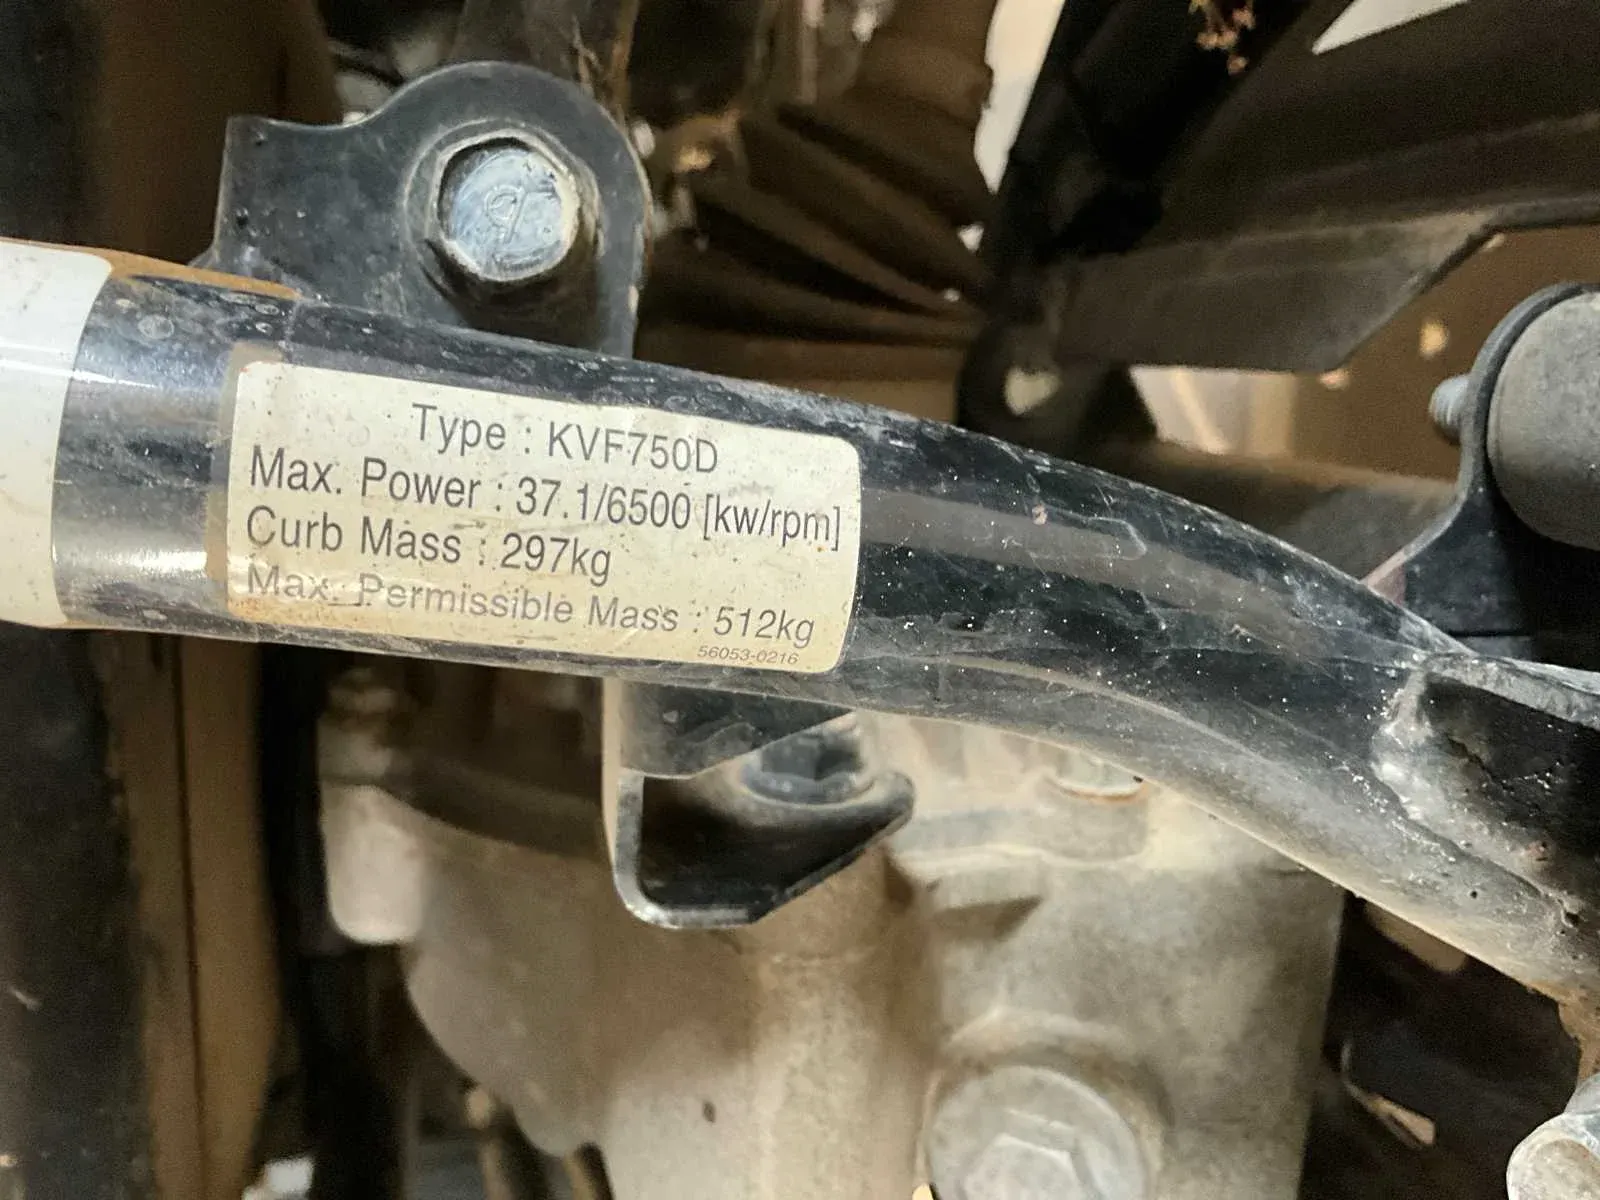 Type : KVF750D
Max. Power : 37.1/6500 [kw/rpm]
Curb Mass : 297kg
Max. Permissible Mass : 512kg
56053-0216